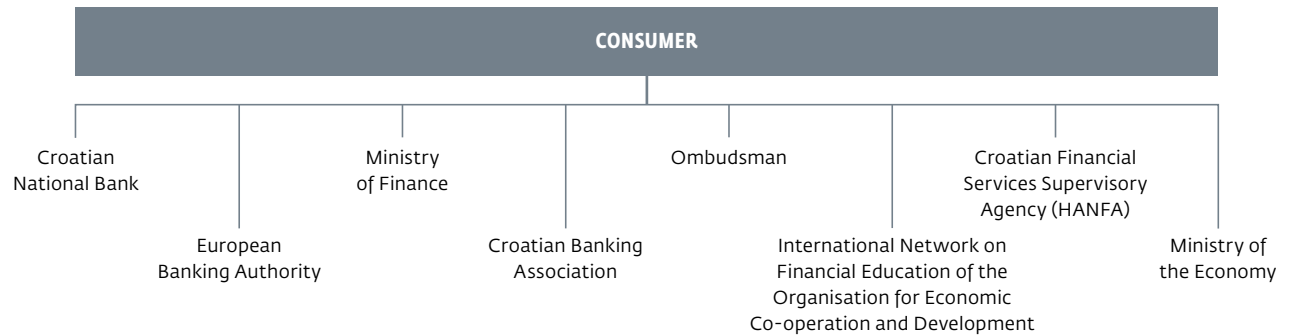 CONSUMER
Croatian
National Bank
European
Banking Authority
Ministry
of Finance
Croatian Banking
Association
Ombudsman
International Network on
Financial Education of the
Organisation for Economic
Co-operation and Development
Croatian Financial
Services Supervisory
Agency (HANFA)
Ministry of
the Economy